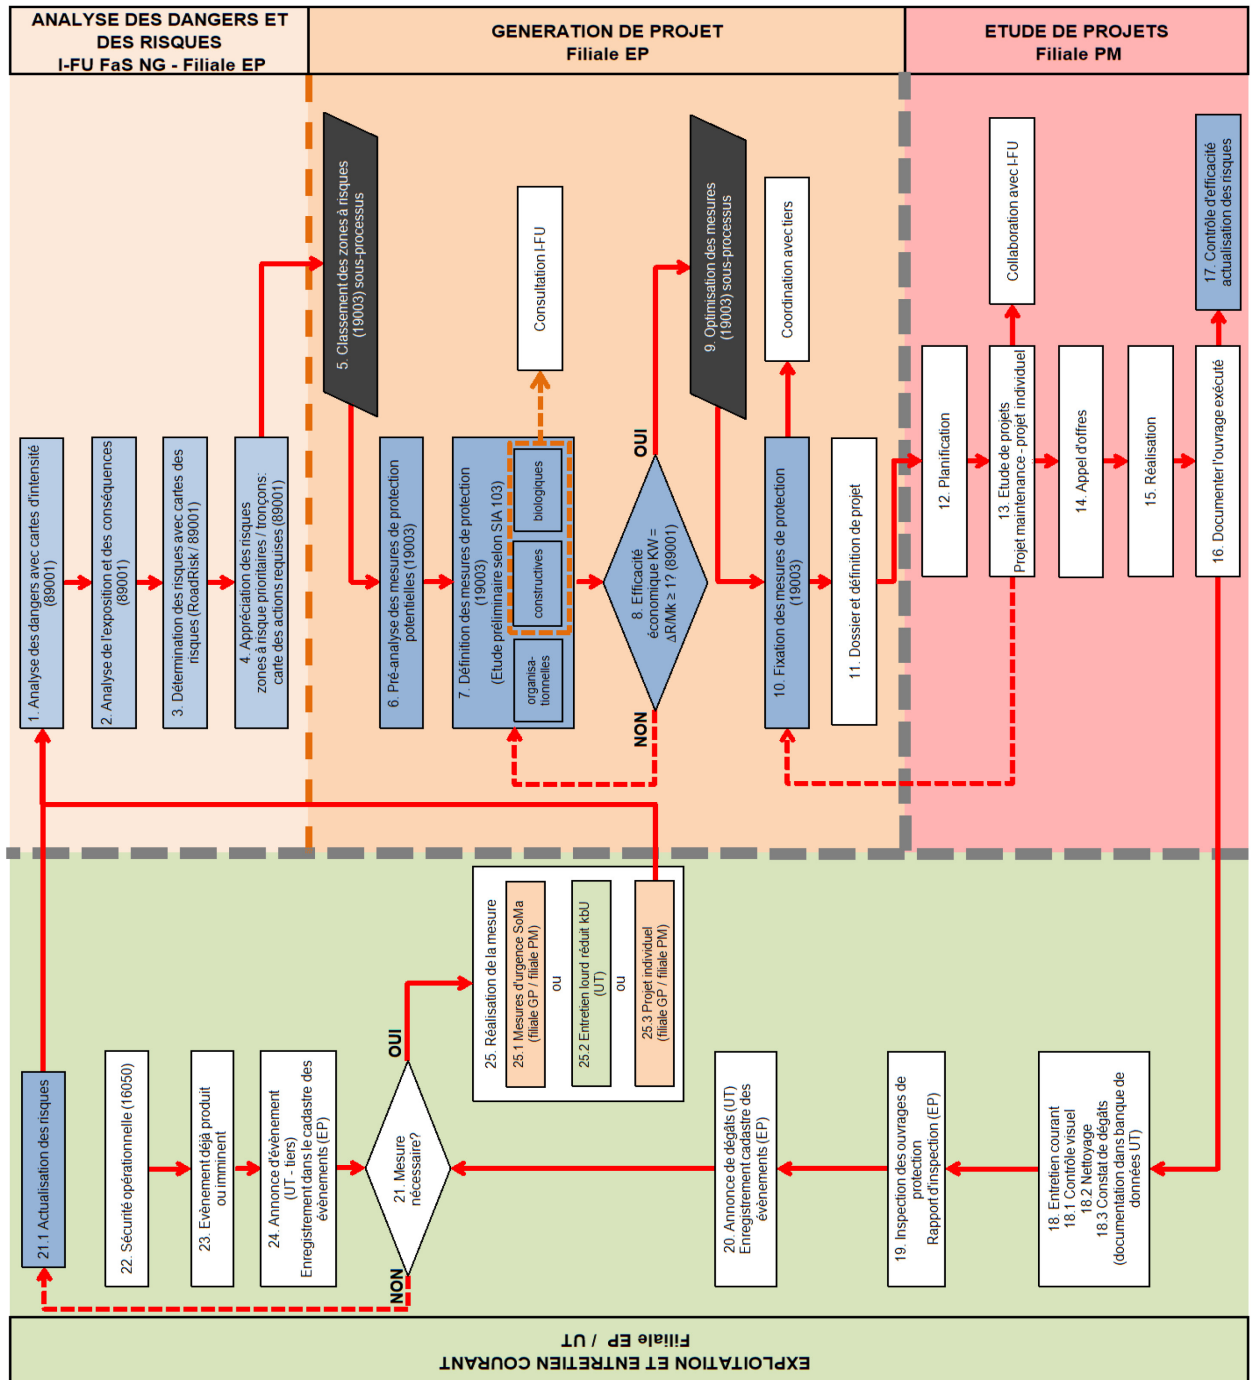 ANALYSE DES DANGERS ET
DES RISQUES
I-FU FaS NG - Filiale EP
GENERATION DE PROJET
Filiale EP
ETUDE DE PROJETS
Filiale PM
1. Analyse des dangers avec cartes d'intensité
(89001)
2. Analyse de l'exposition et des conséquences
(89001)
3. Détermination des risques avec cartes des
risques (RoadRisk / 89001)
4. Appréciation des risques
zones à risque prioritaires / tronçons:
carte des actions requises (89001)
5. Classement des zones à risques
(19003) sous-processus
6. Pré-analyse des mesures de protection
potentielles (19003)
7. Définition des mesures de protection
(19003)
(Etude préliminaire selon SIA 103)
organisa-
tionnelles
constructives
biologiques
Consultation I-FU
8. Efficacité
économique KW =
ΔR/Mk ≥ 1? (89001)
NON
OUI
9. Optimisation des mesures
(19003) sous-processus
10. Fixation des mesures de protection
(19003)
Coordination avec tiers
11. Dossier et définition de projet
12. Planification
13. Etude de projets
Projet maintenance - projet individuel
Collaboration avec I-FU
14. Appel d'offres
15. Réalisation
16. Documenter l'ouvrage exécuté
17. Contrôle d'efficacité
actualisation des risques
21.1 Actualisation des risques
22. Sécurité opérationnelle (16050)
23. Evènement déjà produit
ou imminent
24. Annonce d'évènement
(UT - tiers)
Enregistrement dans le cadastre des
évènements (EP)
21. Mesure
nécessaire?
NON
OUI
25. Réalisation de la mesure
25.1 Mesures d'urgence SoMa
(filiale GP / filiale PM)
ou
25.2 Entretien lourd réduit kbU
(UT)
ou
25.3 Projet individuel
(filiale GP / filiale PM)
20. Annonce de dégâts (UT)
Enregistrement cadastre des
évènements (EP)
19. Inspection des ouvrages de
protection
Rapport d'inspection (EP)
18. Entretien courant
18.1 Contrôle visuel
18.2 Nettoyage
18.3 Constat de dégâts
(documentation dans banque de
données UT)
EXPLOITATION ET ENTRETIEN COURANT
Filiale EP / UT